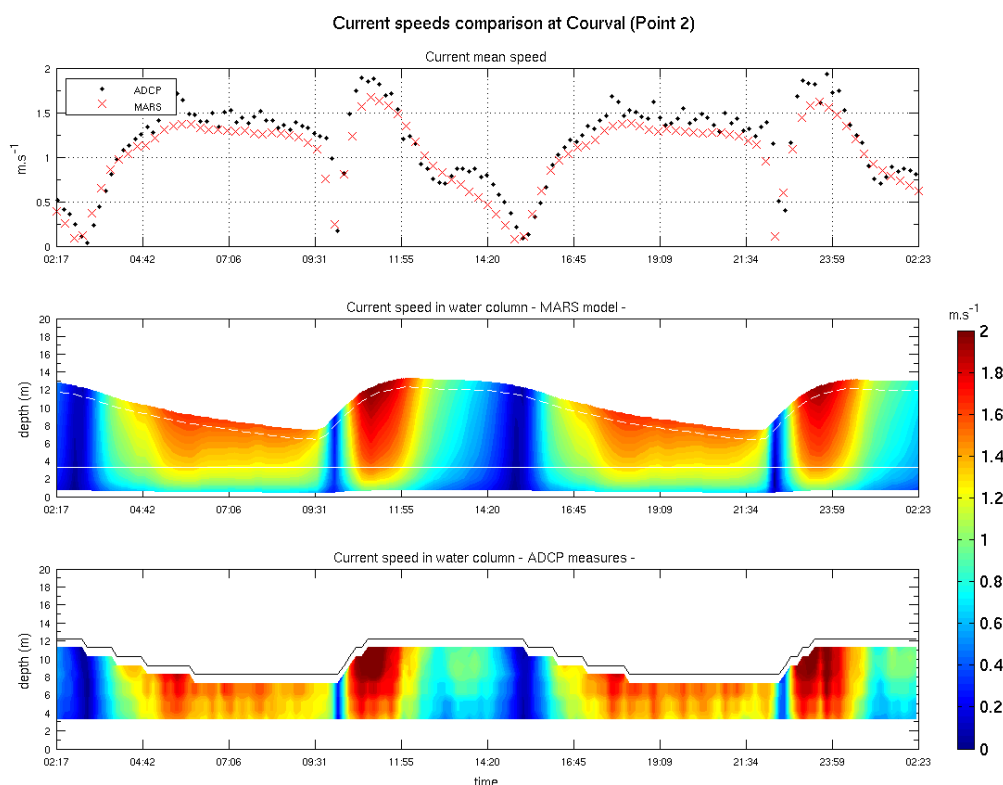 Current speeds comparison at Courval (Point 2)
Current mean speed
2
1.5
1
0.5
0
m.s⁻¹
ADCP
MARS
02:17 04:42 07:06 09:31 11:55 14:20 16:45 19:09 21:34 23:59 02:23
Current speed in water column - MARS model -
20
18
16
14
12
10
8
6
4
2
0
depth (m)
02:17 04:42 07:06 09:31 11:55 14:20 16:45 19:09 21:34 23:59 02:23
Current speed in water column - ADCP measures -
20
18
16
14
12
10
8
6
4
2
0
depth (m)
02:17 04:42 07:06 09:31 11:55 14:20 16:45 19:09 21:34 23:59 02:23
time
m.s⁻¹
2
1.8
1.6
1.4
1.2
1
0.8
0.6
0.4
0.2
0